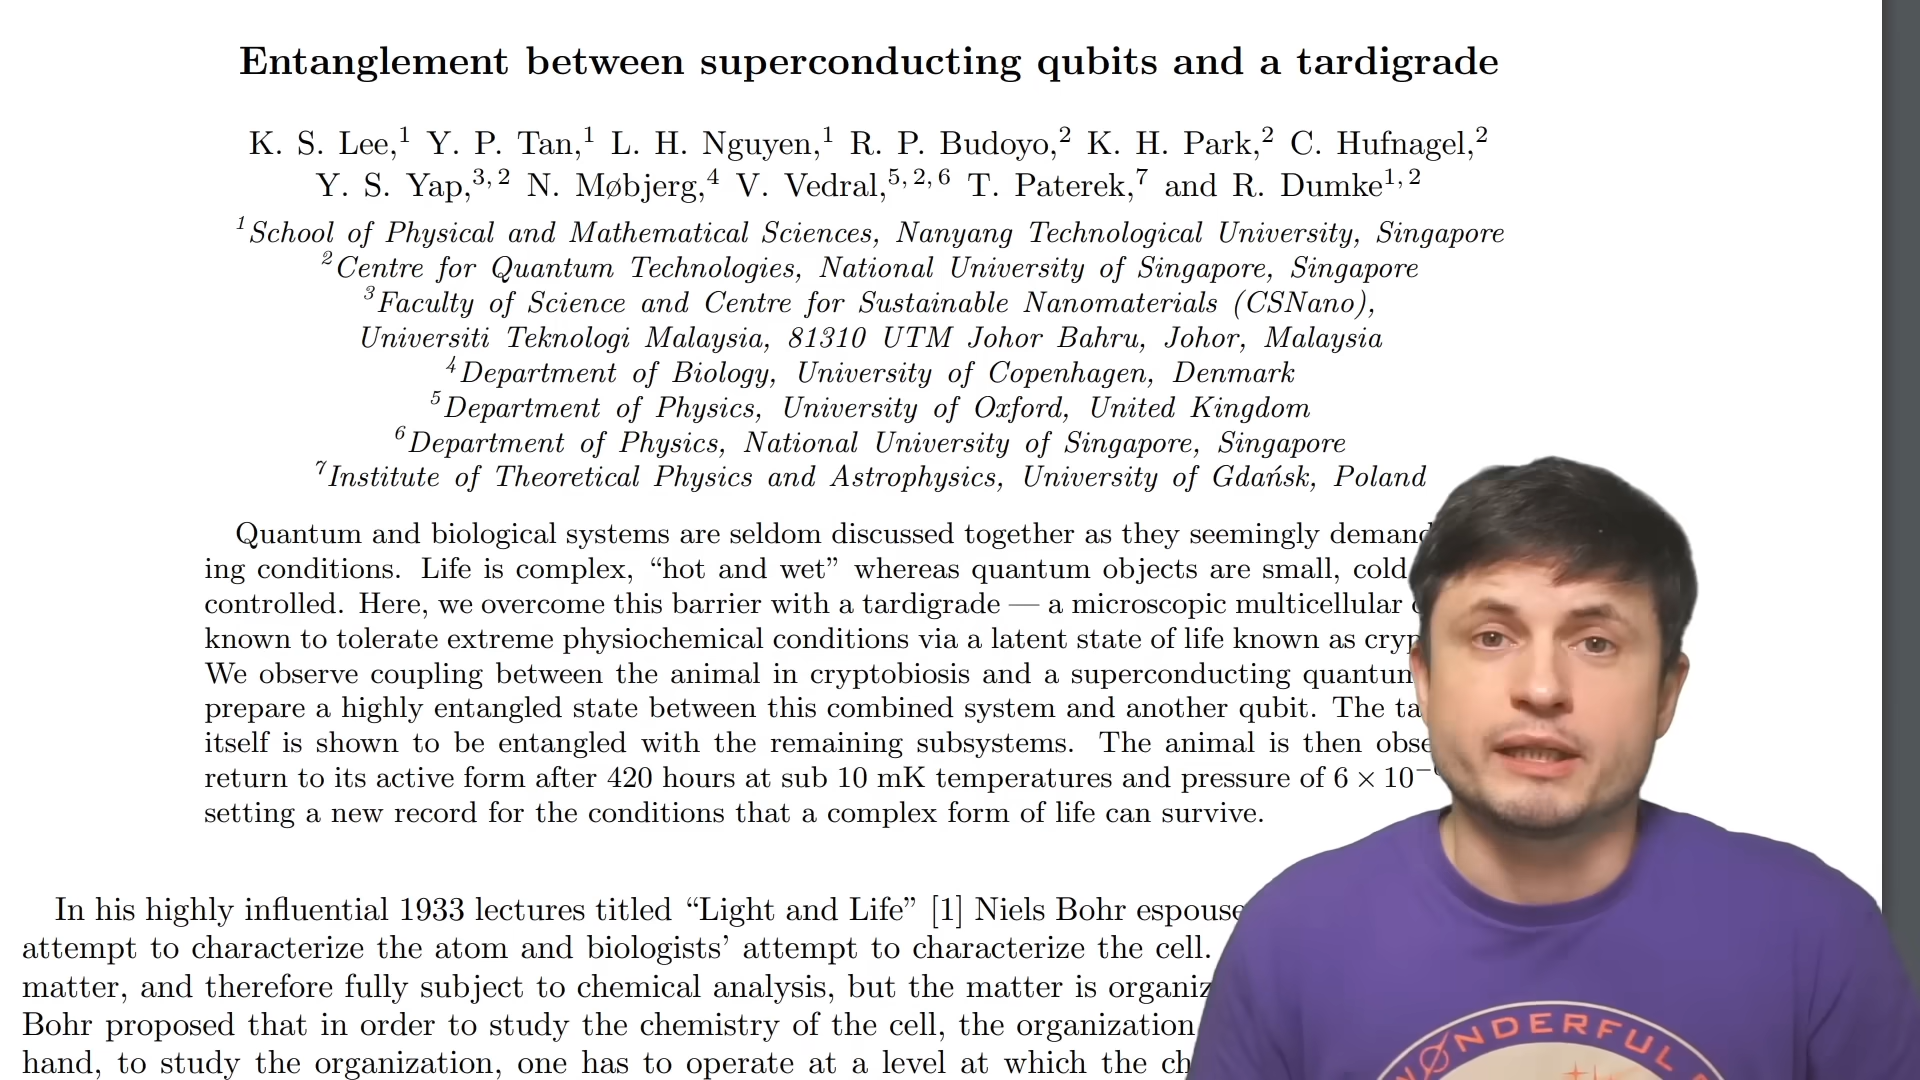 Entanglement between superconducting qubits and a tardigrade
K. S. Lee,1 Y. P. Tan,1 L. H. Nguyen,1 R. P. Budoyo,2 K. H. Park,2 C. Hufnagel,2
Y. S. Yap,3, 2 N. Møbjerg,4 V. Vedral,5, 2, 6 T. Paterek,7 and R. Dumke1, 2
1School of Physical and Mathematical Sciences, Nanyang Technological University, Singapore
2Centre for Quantum Technologies, National University of Singapore, Singapore
3Faculty of Science and Centre for Sustainable Nanomaterials (CSNano),
Universiti Teknologi Malaysia, 81310 UTM Johor Bahru, Johor, Malaysia
4Department of Biology, University of Copenhagen, Denmark
5Department of Physics, University of Oxford, United Kingdom
6Department of Physics, National University of Singapore, Singapore
7Institute of Theoretical Physics and Astrophysics, University of Gdańsk, Poland
Quantum and biological systems are seldom discussed together as they seemingly demand
ing conditions. Life is complex, “hot and wet” whereas quantum objects are small, cold
controlled. Here, we overcome this barrier with a tardigrade — a microscopic multicellular
known to tolerate extreme physiochemical conditions via a latent state of life known as cryp
We observe coupling between the animal in cryptobiosis and a superconducting quantum
prepare a highly entangled state between this combined system and another qubit. The ta
itself is shown to be entangled with the remaining subsystems. The animal is then obse
return to its active form after 420 hours at sub 10 mK temperatures and pressure of 6 × 10−
setting a new record for the conditions that a complex form of life can survive.
In his highly influential 1933 lectures titled “Light and Life” [1] Niels Bohr espouse
attempt to characterize the atom and biologists’ attempt to characterize the cell.
matter, and therefore fully subject to chemical analysis, but the matter is organiz
Bohr proposed that in order to study the chemistry of the cell, the organization
hand, to study the organization, one has to operate at a level at which the ch
WØNDERFUL